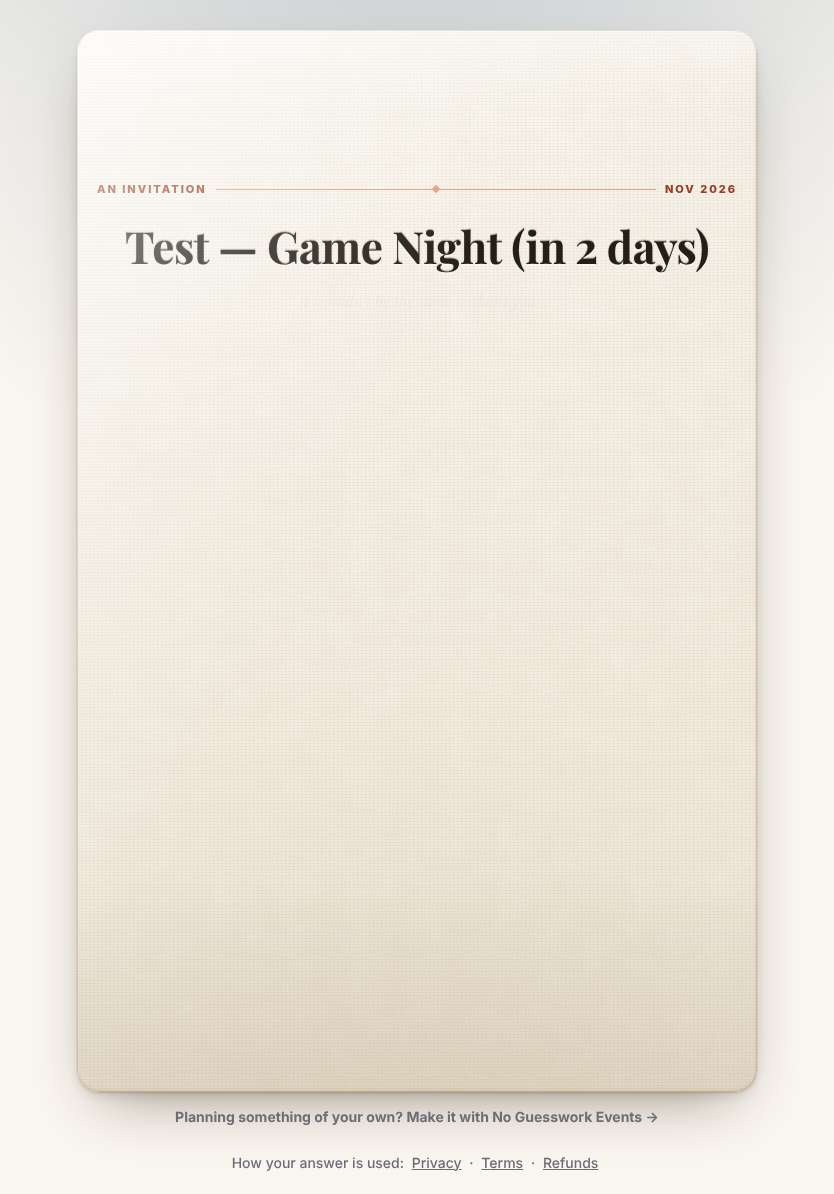 AN INVITATION NOV 2026
Test — Game Night (in 2 days)
Planning something of your own? Make it with No Guesswork Events →
How your answer is used: Privacy · Terms · Refunds